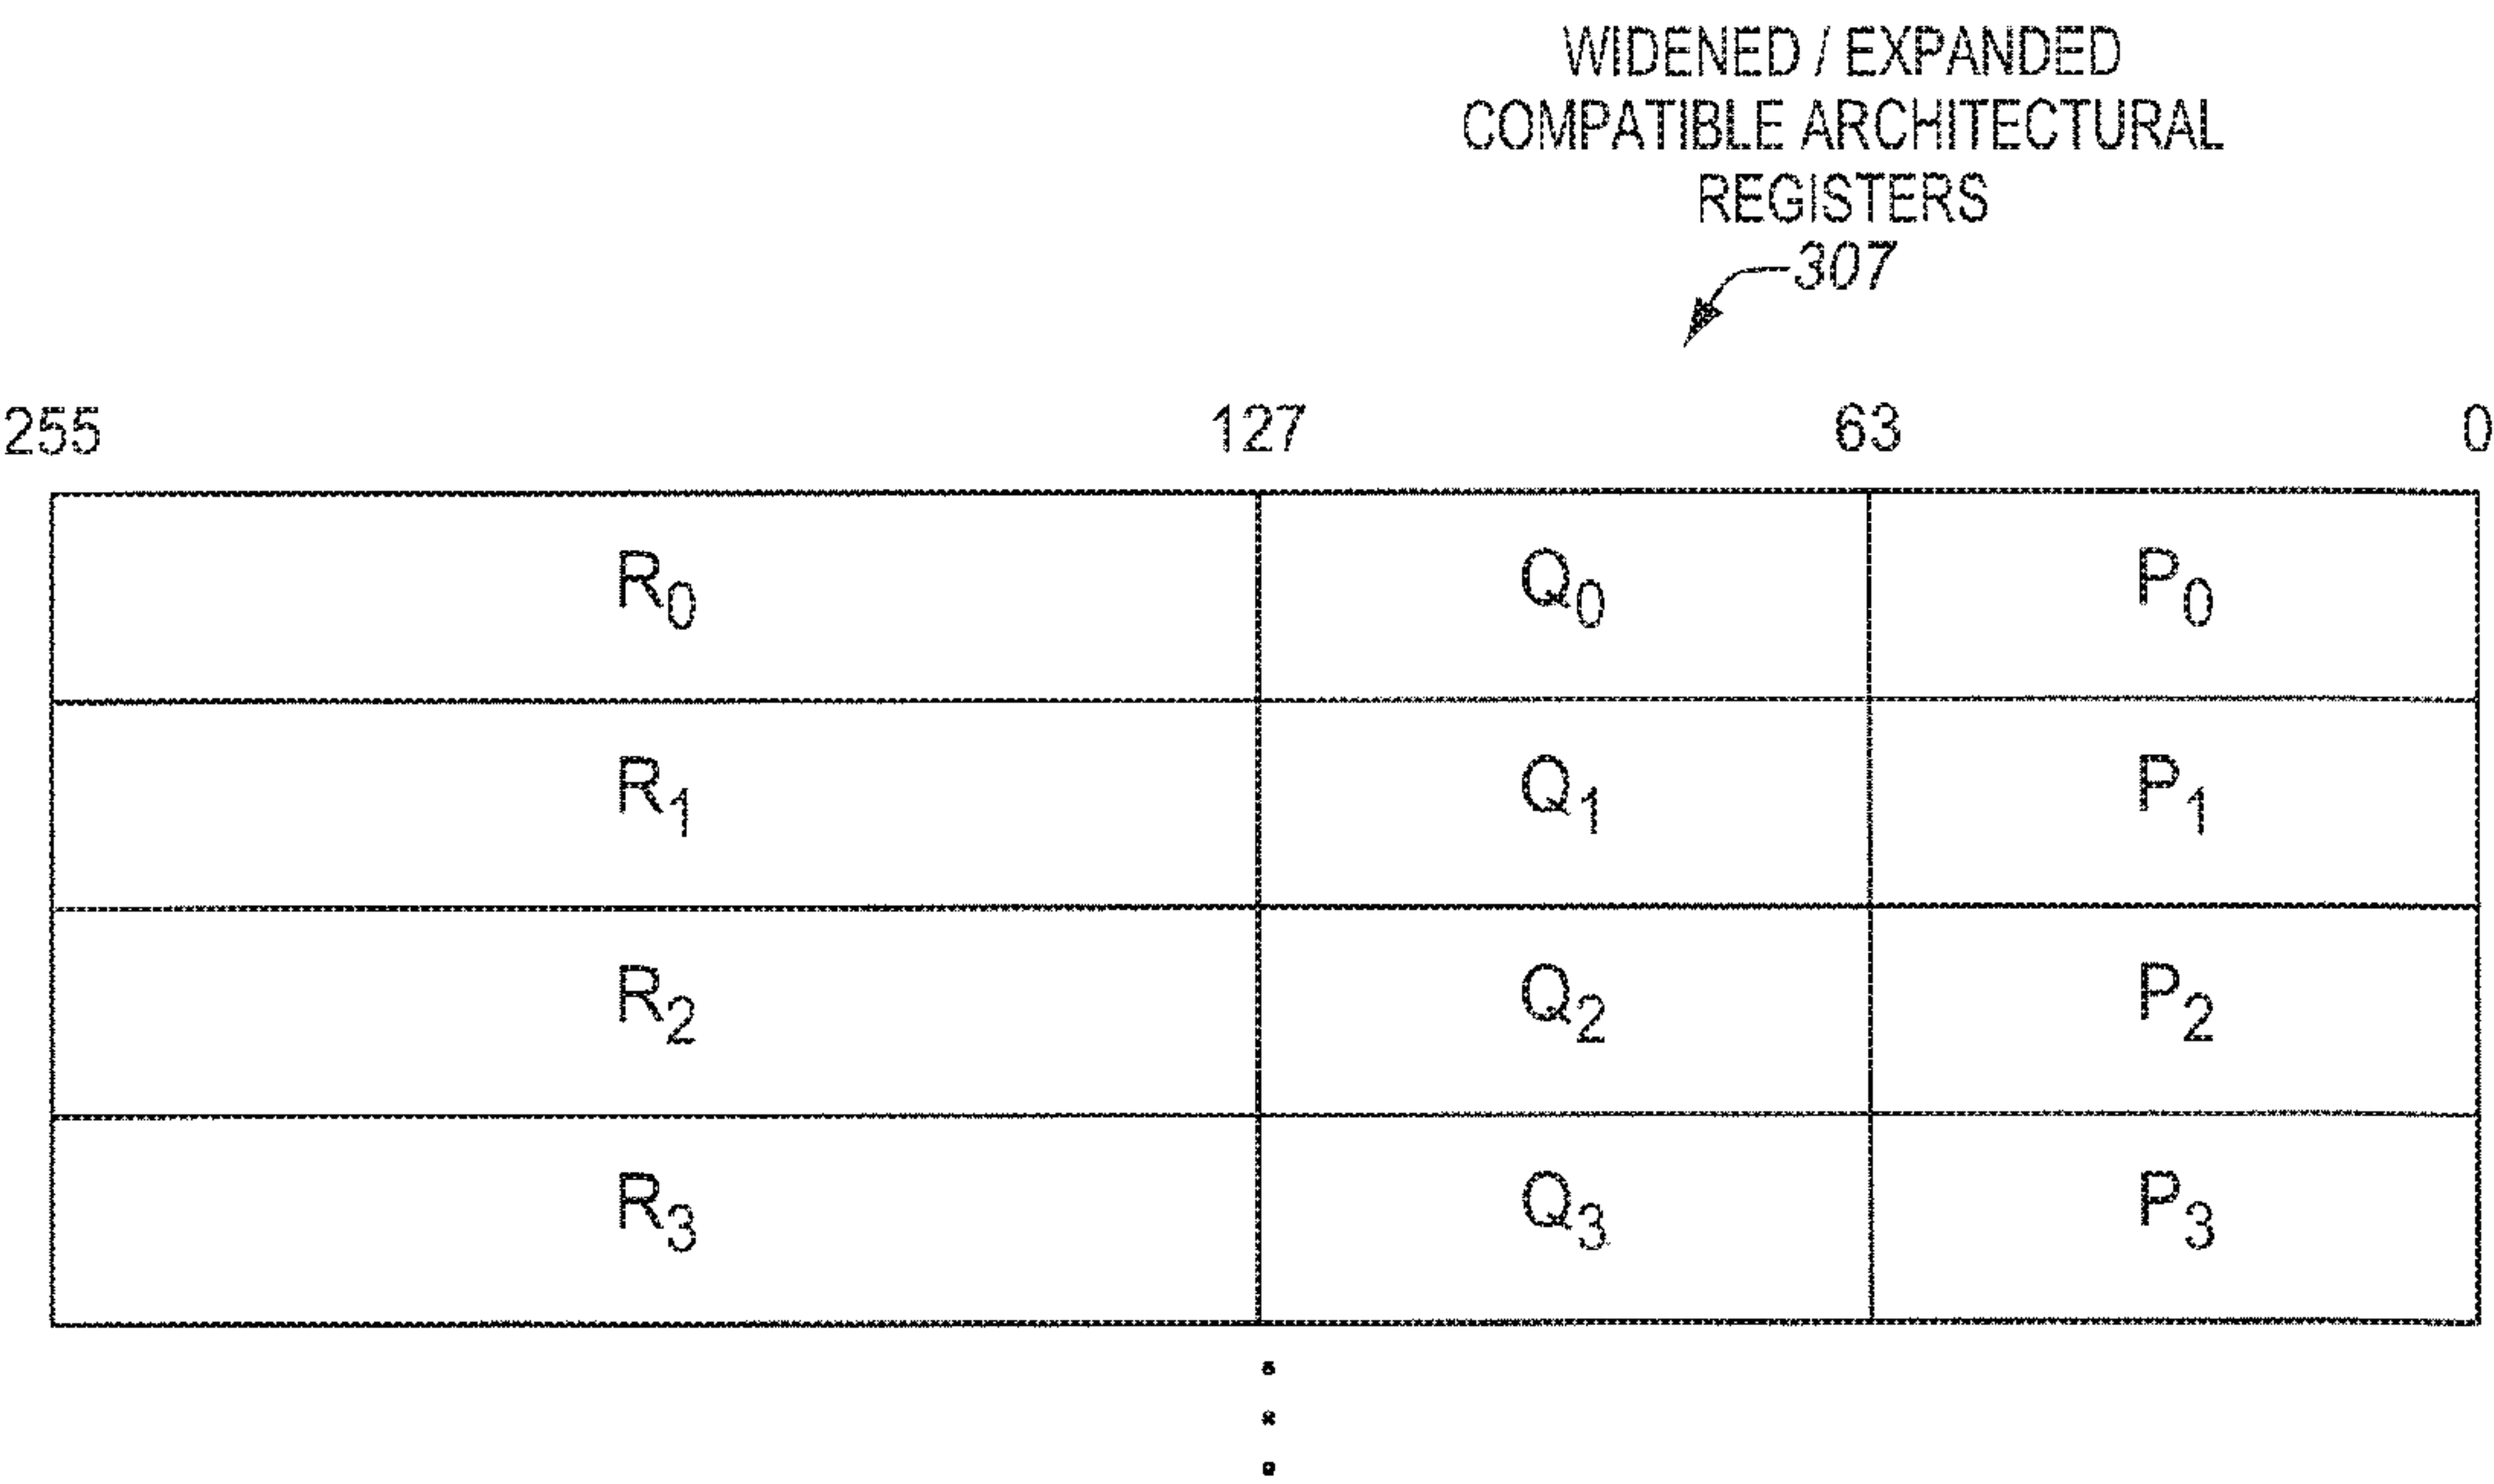 WIDENED / EXPANDED
COMPATIBLE ARCHITECTURAL
REGISTERS
307
255 127 63 0
R0 Q0 P0
R1 Q1 P1
R2 Q2 P2
R3 Q3 P3